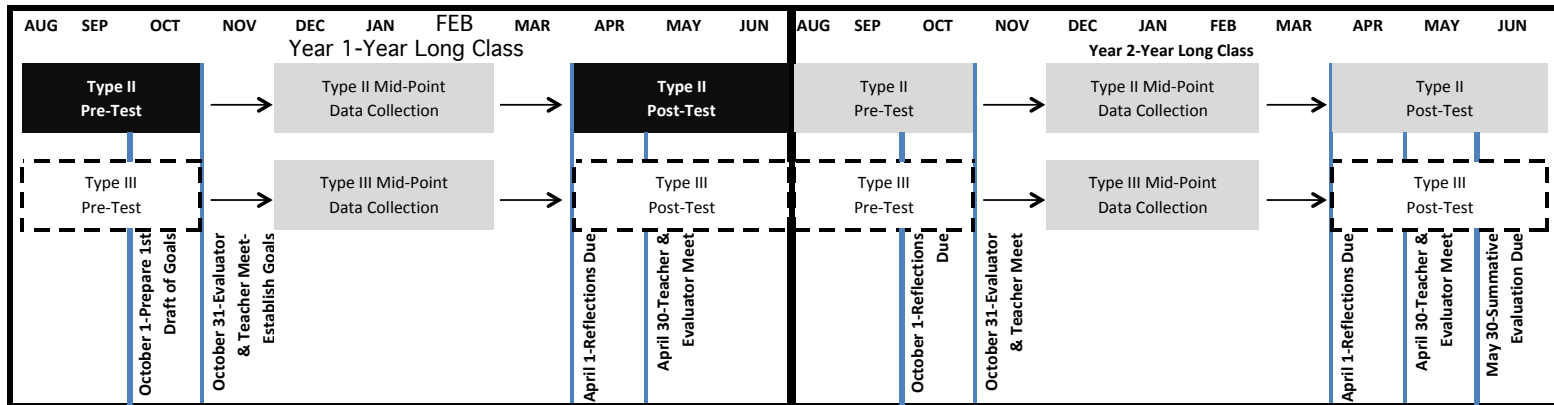 AUG SEP OCT NOV DEC JAN FEB MAR APR MAY JUN AUG SEP OCT NOV DEC JAN FEB MAR APR MAY JUN
Year 1-Year Long Class
Year 2-Year Long Class
Type II
Pre-Test
Type II Mid-Point
Data Collection
Type II
Post-Test
Type II
Pre-Test
Type II Mid-Point
Data Collection
Type II
Post-Test
Type III
Pre-Test
Type III Mid-Point
Data Collection
Type III
Post-Test
Type III
Pre-Test
Type III Mid-Point
Data Collection
Type III
Post-Test
October 1-Prepare 1st
Draft of Goals
October 31-Evaluator
& Teacher Meet-
Establish Goals
April 1-Reflections Due
April 30-Teacher &
Evaluator Meet
October 1-Reflections
Due
October 31-Evaluator
& Teacher Meet
April 1-Reflections Due
April 30-Teacher &
Evaluator Meet
May 30-Summative
Evaluation Due